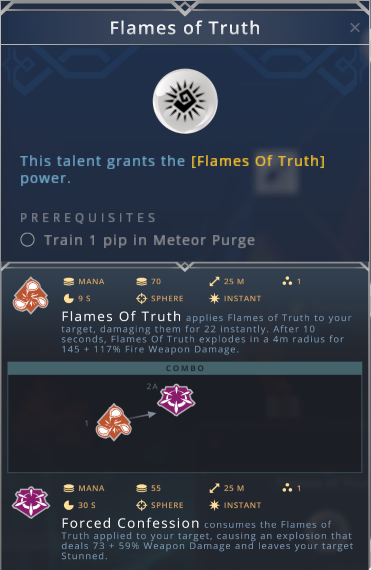 Flames of Truth
This talent grants the [Flames Of Truth]
power.
PREREQUISITES
Train 1 pip in Meteor Purge
MANA 70 25 M 1
9 S SPHERE INSTANT
Flames Of Truth applies Flames of Truth to your
target, damaging them for 22 instantly. After 10
seconds, Flames Of Truth explodes in a 4m radius for
145 + 117% Fire Weapon Damage.
COMBO
2A
1
MANA 55 25 M 1
30 S SPHERE INSTANT
Forced Confession consumes the Flames of
Truth applied to your target, causing an explosion that
deals 73 + 59% Weapon Damage and leaves your target
Stunned.